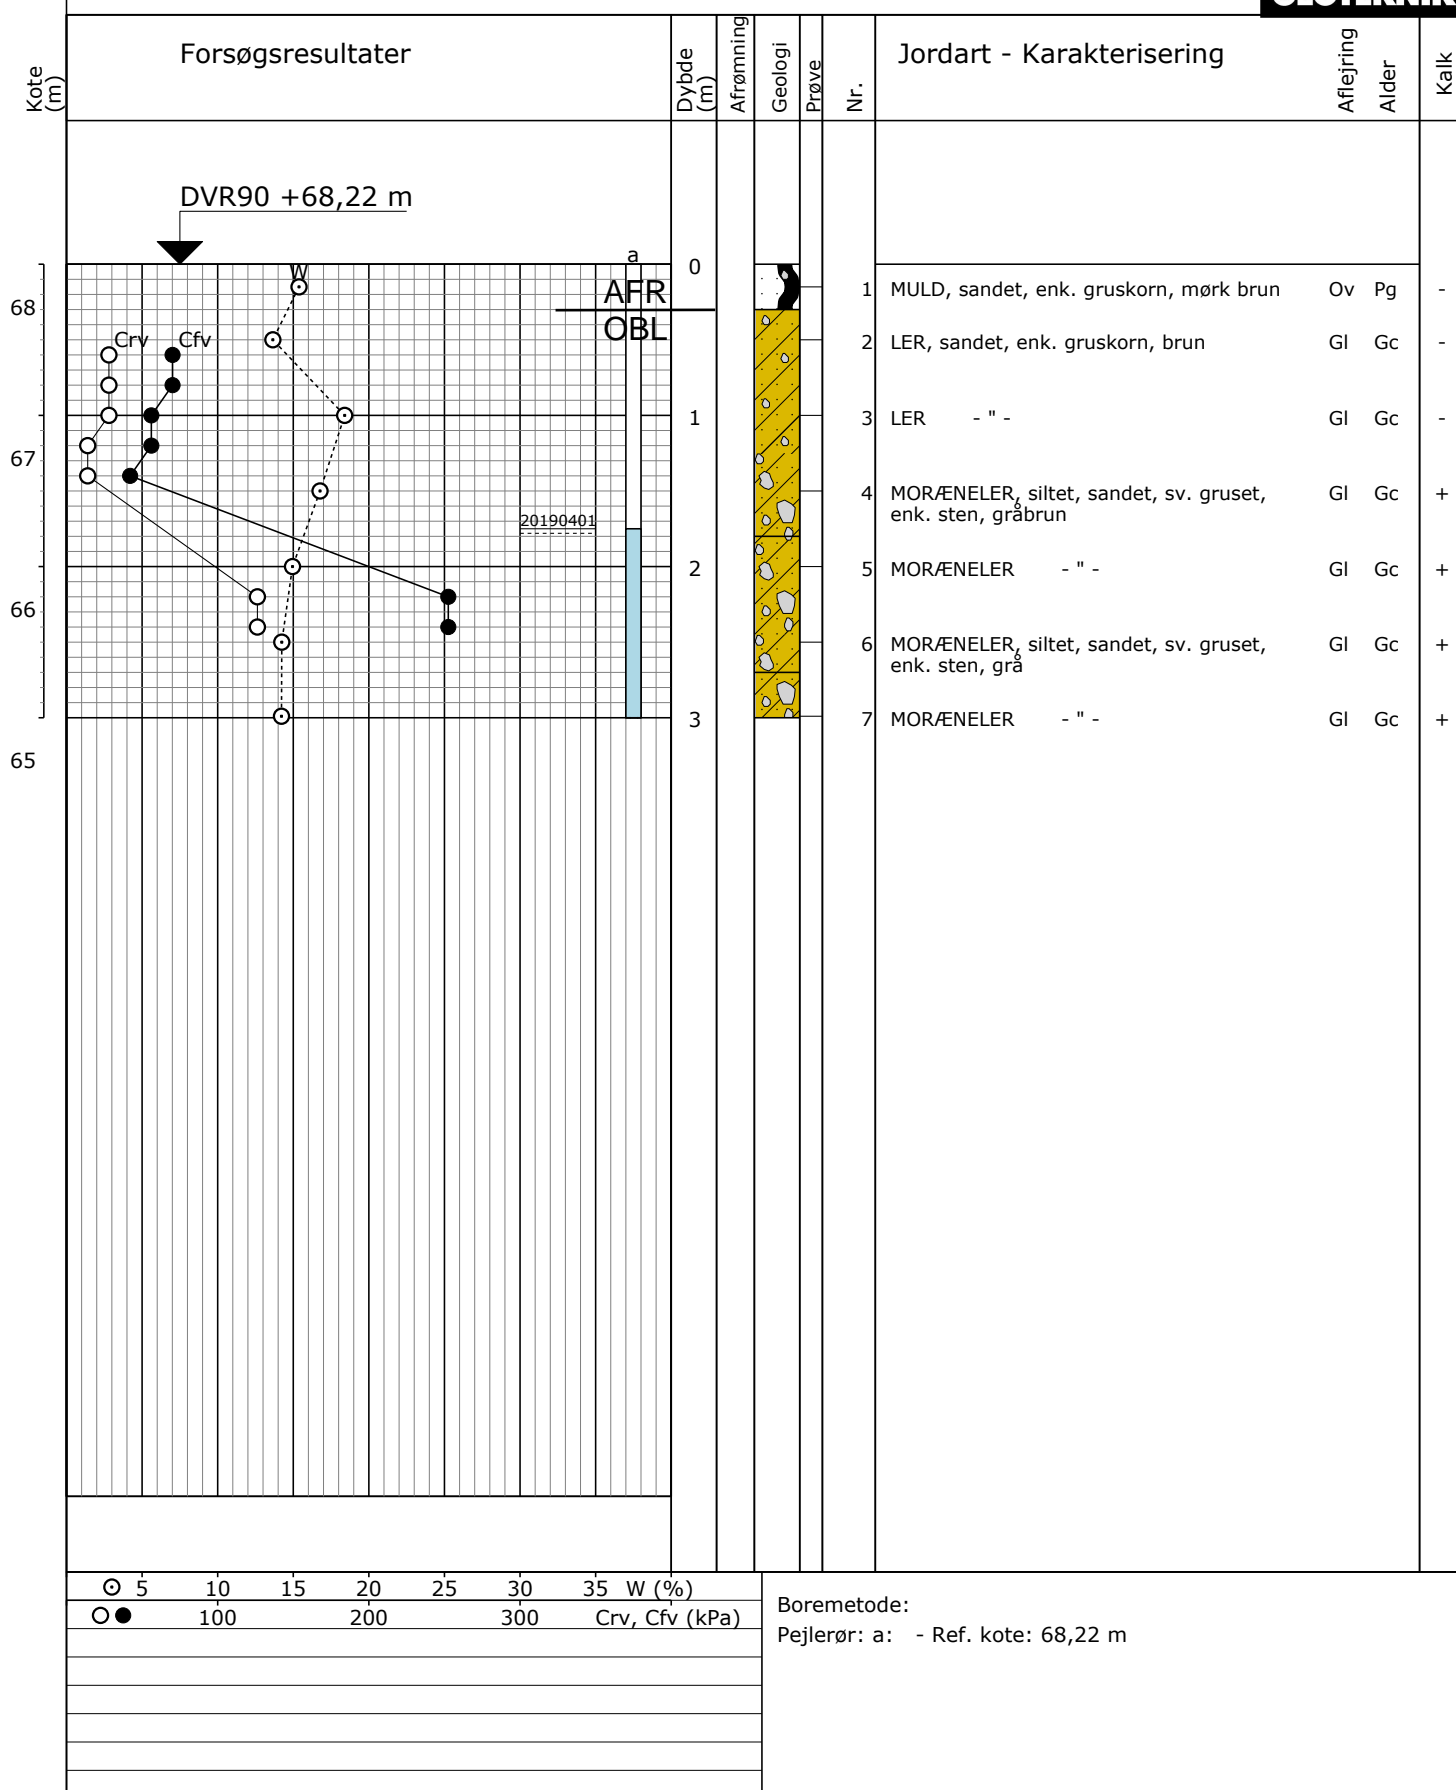 Kote (m)
Forsøgsresultater
Dybde (m)
Afrømning
Geologi
Prøve
Nr.
Jordart - Karakterisering
Aflejring
Alder
Kalk
DVR90 +68,22 m
a
0
W
AFR
1 MULD, sandet, enk. gruskorn, mørk brun Ov Pg -
68
OBL
Crv Cfv
2 LER, sandet, enk. gruskorn, brun Gl Gc -
1
3 LER - " - Gl Gc -
67
4 MORÆNELER, siltet, sandet, sv. gruset, Gl Gc +
enk. sten, gråbrun
20190401
2
5 MORÆNELER - " - Gl Gc +
66
6 MORÆNELER, siltet, sandet, sv. gruset, Gl Gc +
enk. sten, grå
3
7 MORÆNELER - " - Gl Gc +
65
5 10 15 20 25 30 35 W (%)
100 200 300 Crv, Cfv (kPa)
Boremetode:
Pejlerør: a: - Ref. kote: 68,22 m